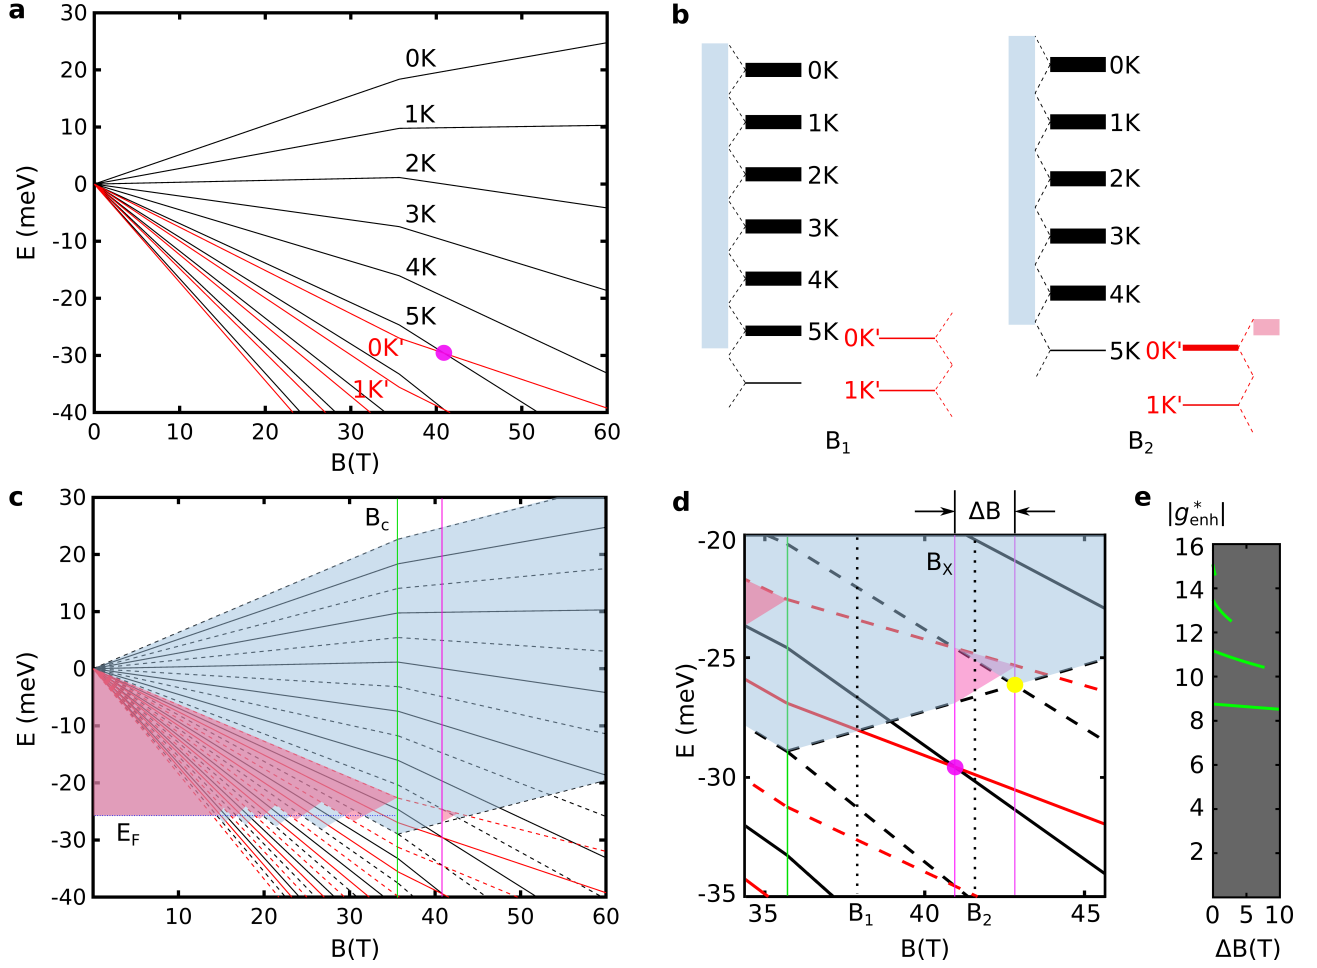 a
30
20
10
0
-10
-20
-30
-40
E (meV)
0K
1K
2K
3K
4K
5K
0K'
1K'
0 10 20 30 40 50 60
B(T)
b
0K
1K
2K
3K
4K
5K 0K'
1K'
B1
0K
1K
2K
3K
4K
5K 0K'
1K'
B2
c
30
20
10
0
-10
-20
-30
-40
E (meV)
Bc
EF
10 20 30 40 50 60
B(T)
d
ΔB
-20
-25
-30
-35
E (meV)
BX
35 B1 40 B2 45
B(T)
e
|g*enh|
16
14
12
10
8
6
4
2
0 5 10
ΔB(T)